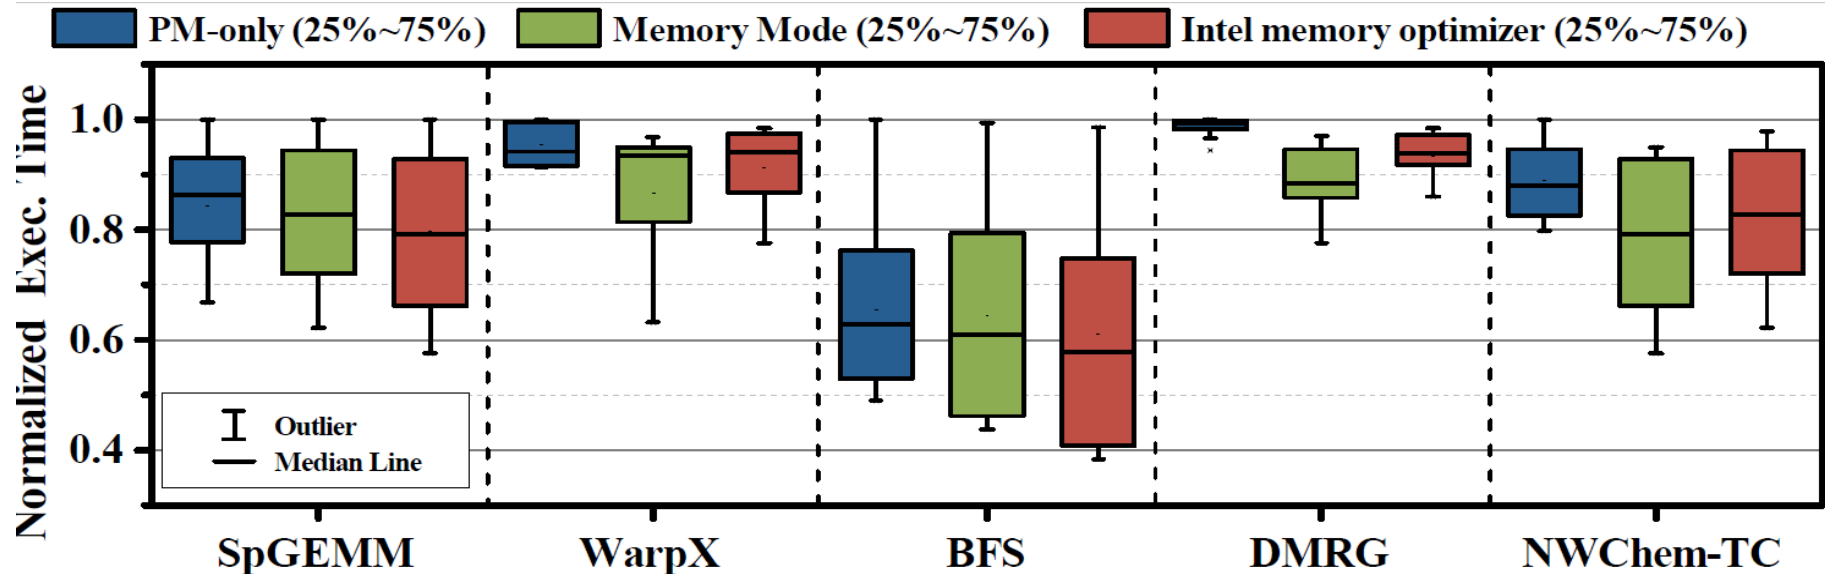 PM-only (25%~75%) Memory Mode (25%~75%) Intel memory optimizer (25%~75%)
Normalized Exec. Time
1.0
0.8
0.6
0.4
Outlier
Median Line
SpGEMM WarpX BFS DMRG NWChem-TC